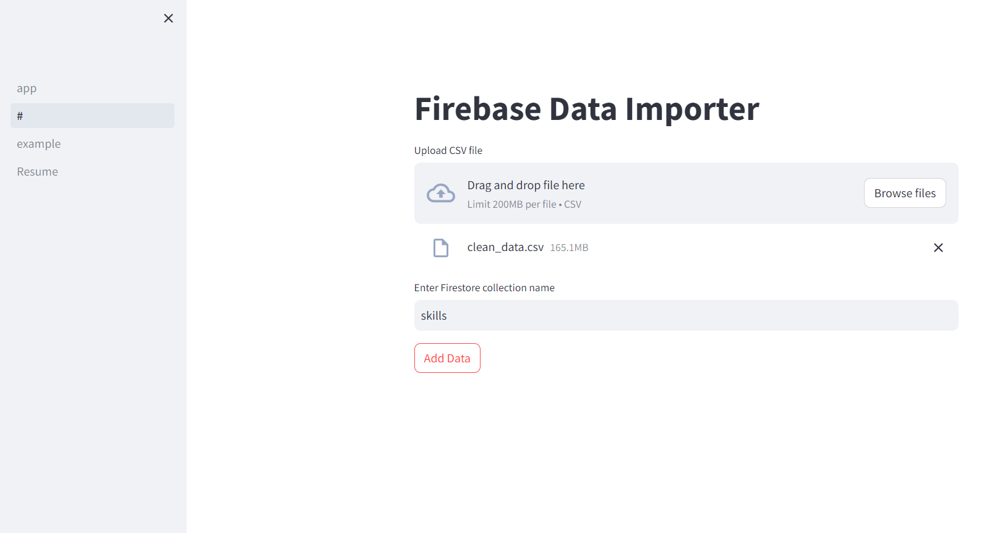 app
#
example
Resume
Firebase Data Importer
Upload CSV file
Drag and drop file here
Limit 200MB per file • CSV
Browse files
clean_data.csv 165.1MB
Enter Firestore collection name
skills
Add Data